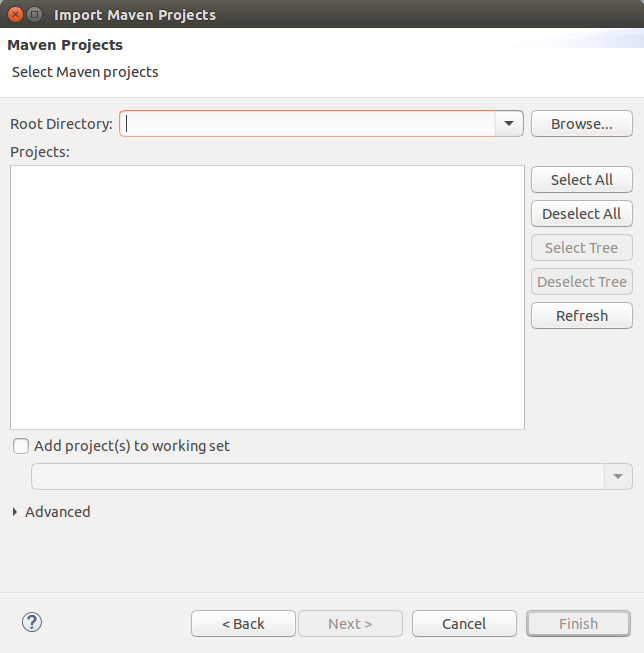 Import Maven Projects
Maven Projects
Select Maven projects
Root Directory:
Browse...
Projects:
Select All
Deselect All
Select Tree
Deselect Tree
Refresh
Add project(s) to working set
Advanced
?
< Back
Next >
Cancel
Finish